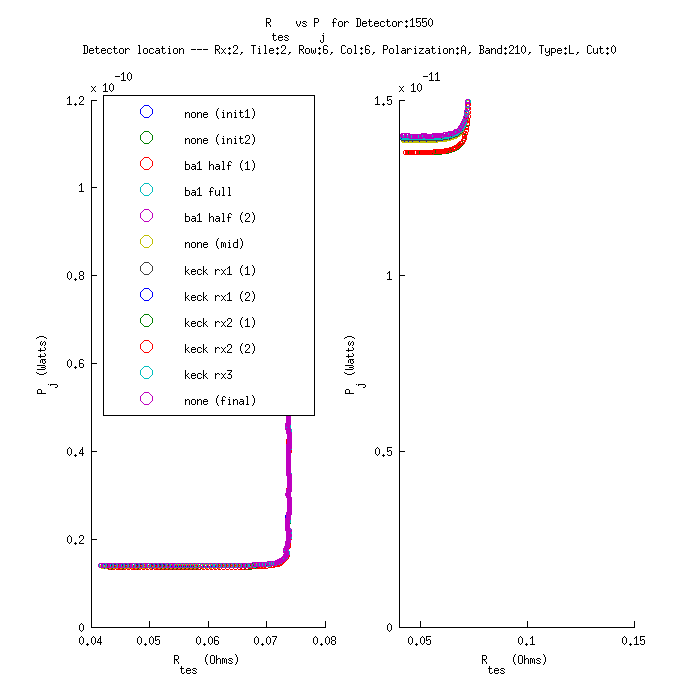 R tes vs P j for Detector:1550
Detector location --- Rx:2, Tile:2, Row:6, Col:6, Polarization:A, Band:210, Type:L, Cut:0
x 10^-10
1.2
1
0.8
0.6
0.4
0.2
0
0.04 0.05 0.06 0.07 0.08
P j (Watts)
R tes (Ohms)
none (init1)
none (init2)
ba1 half (1)
ba1 full
ba1 half (2)
none (mid)
keck rx1 (1)
keck rx1 (2)
keck rx2 (1)
keck rx2 (2)
keck rx3
none (final)
x 10^-11
1.5
1
0.5
0
0.05 0.1 0.15
P j (Watts)
R tes (Ohms)